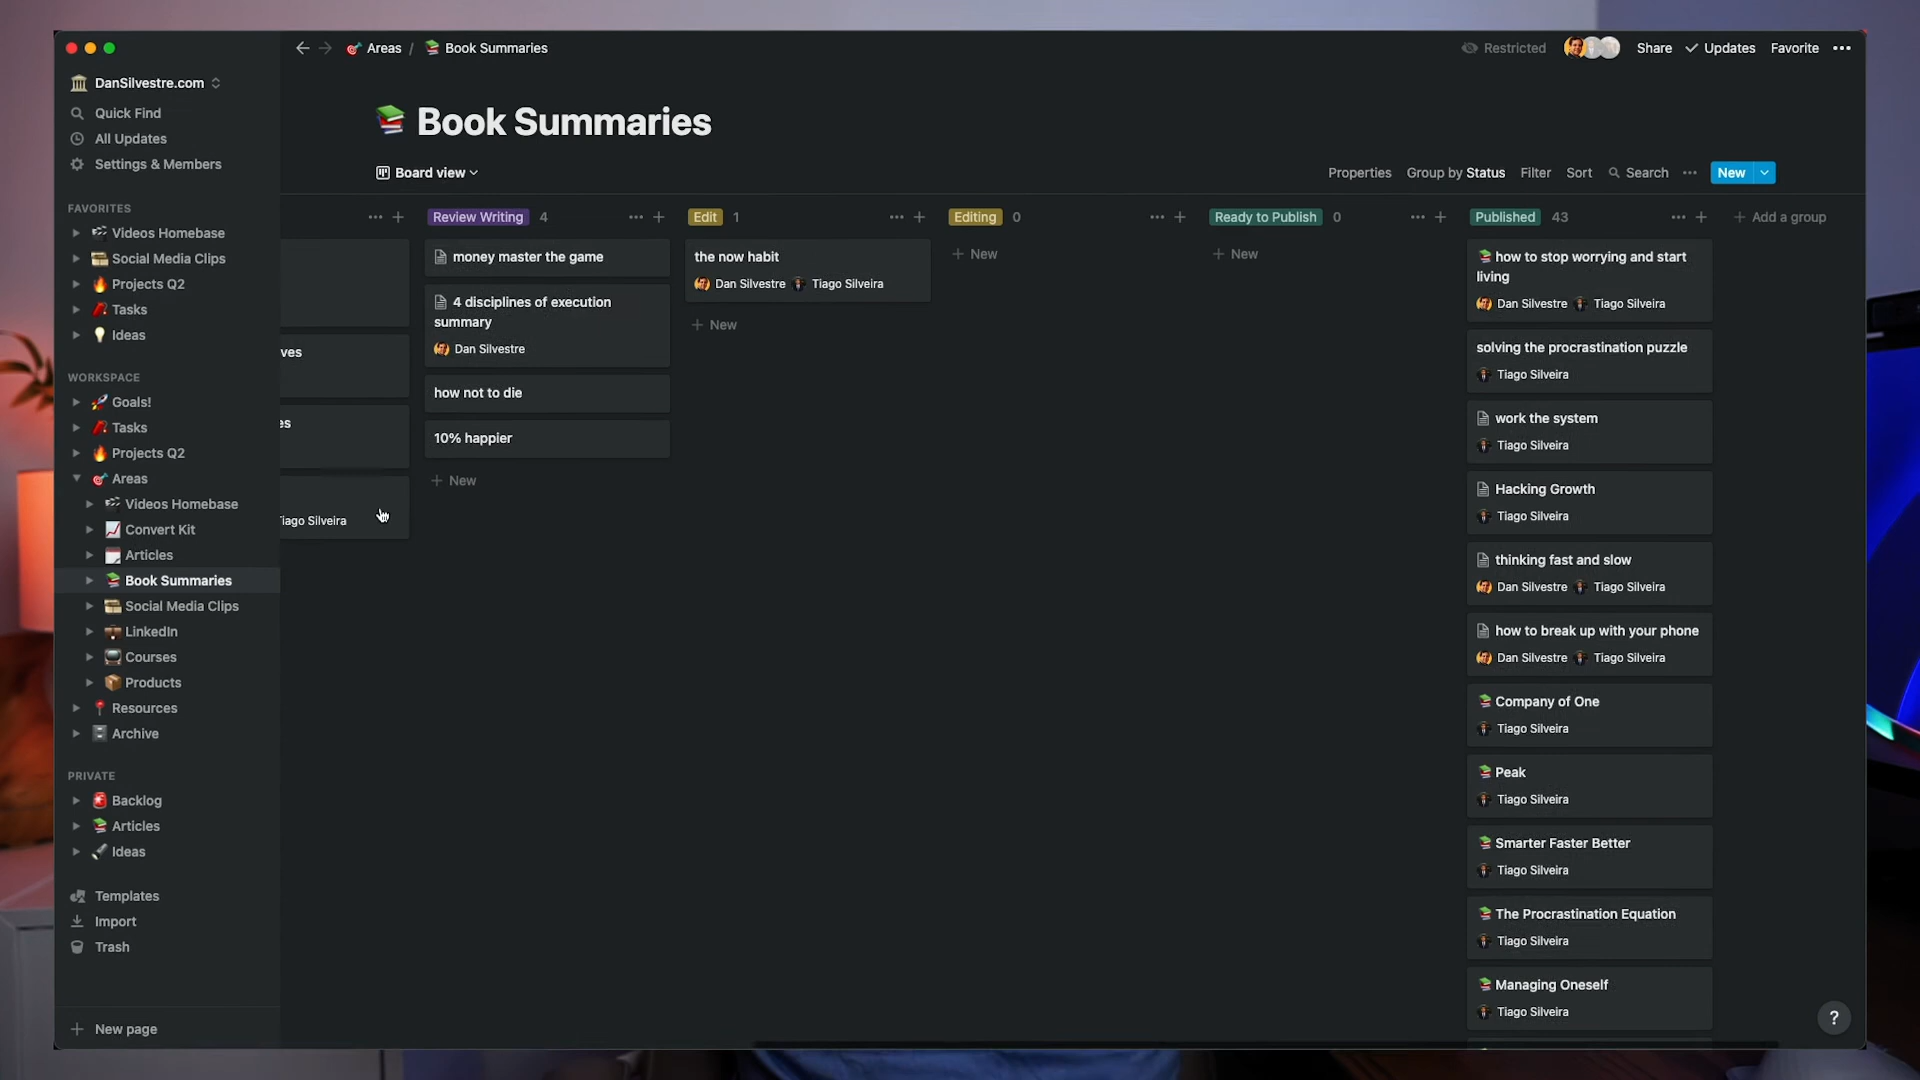 Areas / Book Summaries
Restricted Share Updates Favorite
DanSilvestre.com
Quick Find
All Updates
Settings & Members
FAVORITES
Videos Homebase
Social Media Clips
Projects Q2
Tasks
Ideas
WORKSPACE
Goals!
Tasks
Projects Q2
Areas
Videos Homebase
Convert Kit
Articles
Book Summaries
Social Media Clips
LinkedIn
Courses
Products
Resources
Archive
PRIVATE
Backlog
Articles
Ideas
Templates
Import
Trash
New page
Book Summaries
Board view
Properties Group by Status Filter Sort Search New
ves
es
Tiago Silveira
Review Writing 4
money master the game
4 disciplines of execution
summary
Dan Silvestre
how not to die
10% happier
New
Edit 1
the now habit
Dan Silvestre Tiago Silveira
New
Editing 0
New
Ready to Publish 0
New
Published 43
how to stop worrying and start
living
Dan Silvestre Tiago Silveira
solving the procrastination puzzle
Tiago Silveira
work the system
Tiago Silveira
Hacking Growth
Tiago Silveira
thinking fast and slow
Dan Silvestre Tiago Silveira
how to break up with your phone
Dan Silvestre Tiago Silveira
Company of One
Tiago Silveira
Peak
Tiago Silveira
Smarter Faster Better
Tiago Silveira
The Procrastination Equation
Tiago Silveira
Managing Oneself
Tiago Silveira
Add a group
?